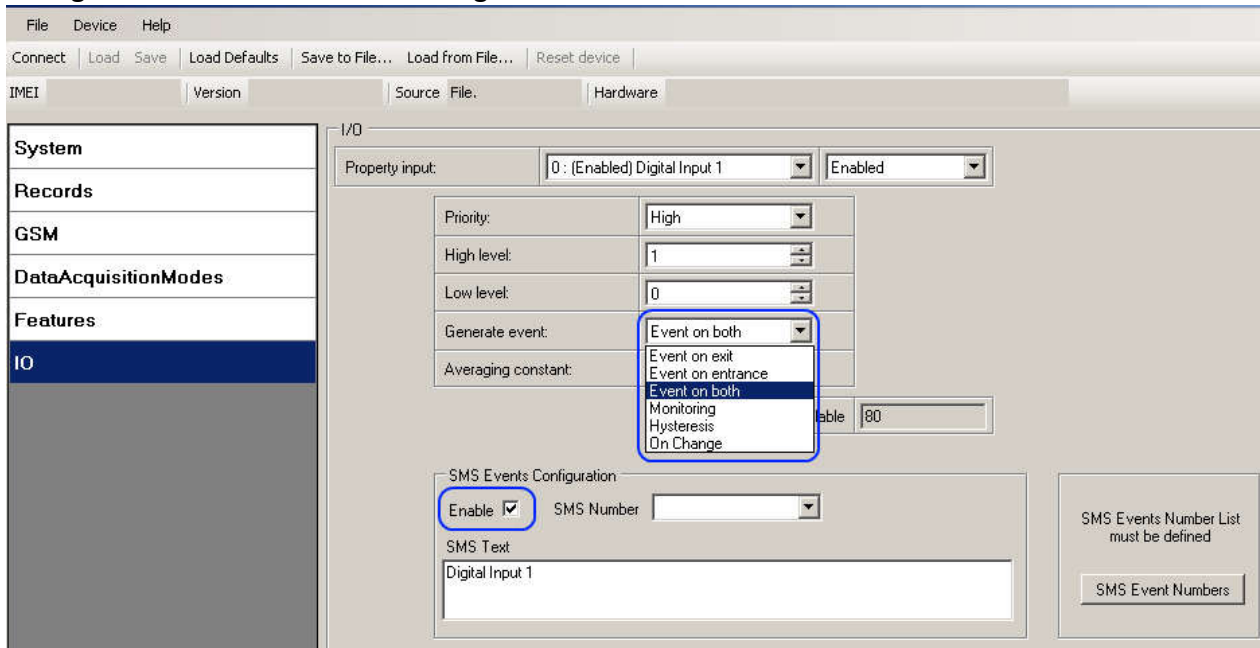 File Device Help
Connect Load Save Load Defaults Save to File... Load from File... Reset device
IMEI Version Source File. Hardware
System
Records
GSM
DataAcquisitionModes
Features
IO
I/O
Property input: 0 : (Enabled) Digital Input 1 Enabled
Priority: High
High level: 1
Low level: 0
Generate event: Event on both
Averaging constant:
Event on exit
Event on entrance
Event on both
Monitoring
Hysteresis
On Change
80
SMS Events Configuration
Enable SMS Number
SMS Text
Digital Input 1
SMS Events Number List
must be defined
SMS Event Numbers